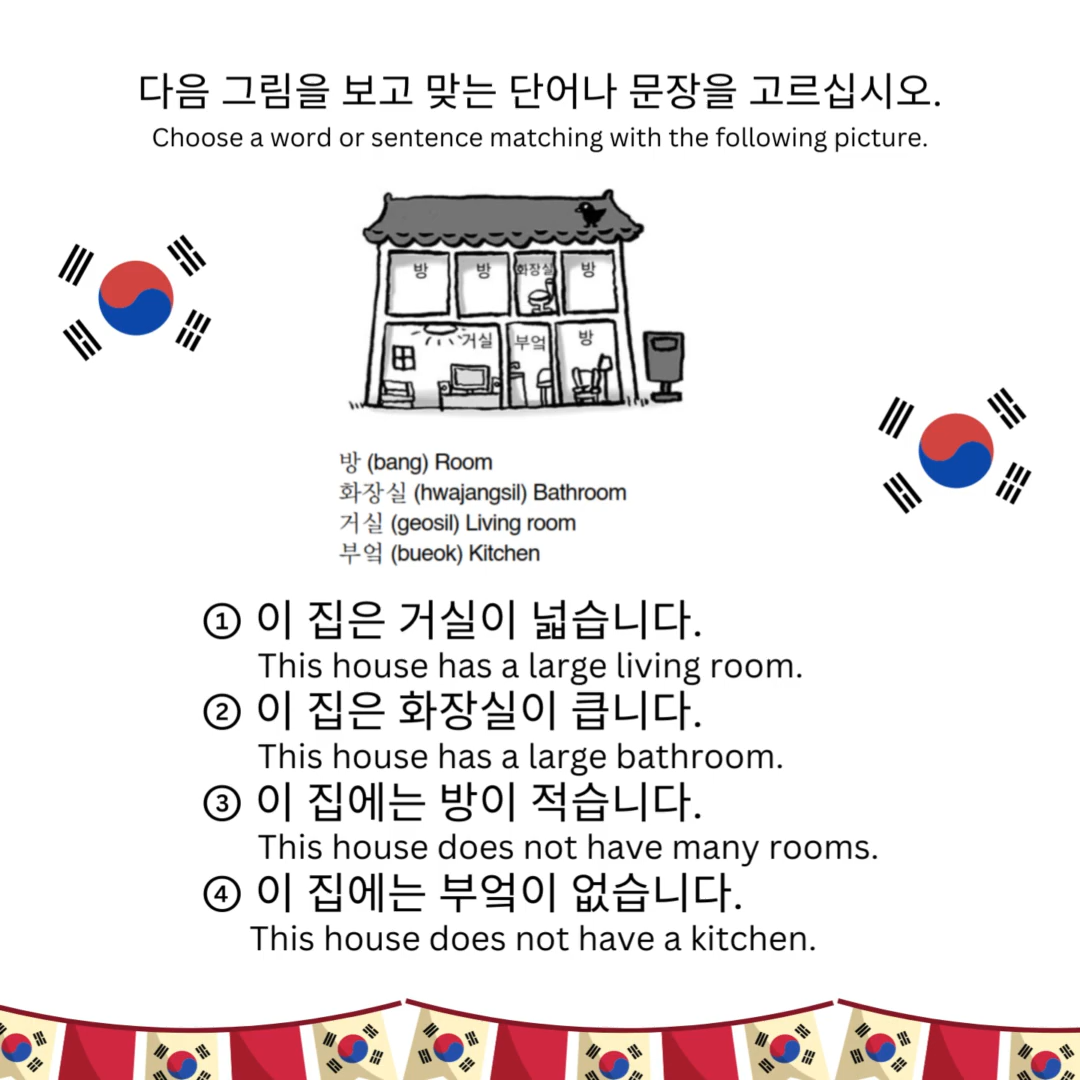 다음 그림을 보고 맞는 단어나 문장을 고르십시오.
Choose a word or sentence matching with the following picture.
방 방 화장실 방
거실 부엌 방
방 (bang) Room
화장실 (hwajangsil) Bathroom
거실 (geosil) Living room
부엌 (bueok) Kitchen
① 이 집은 거실이 넓습니다.
This house has a large living room.
② 이 집은 화장실이 큽니다.
This house has a large bathroom.
③ 이 집에는 방이 적습니다.
This house does not have many rooms.
④ 이 집에는 부엌이 없습니다.
This house does not have a kitchen.